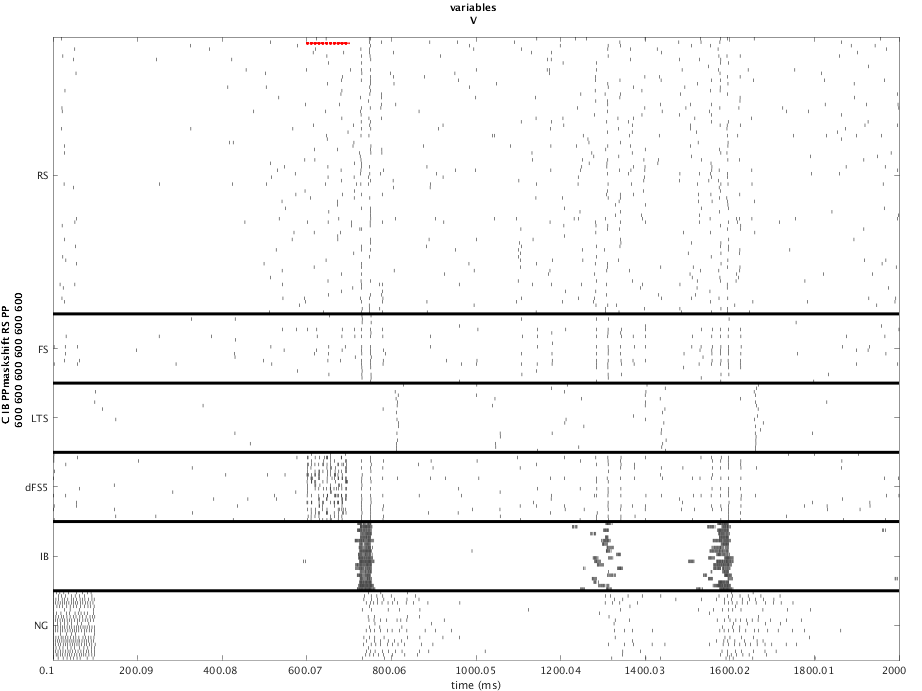 variables
V
C IB PPmaskshift RS PP
600 600 600 600 600 600 600
RS
FS
LTS
dFS5
IB
NG
0.1 200.09 400.08 600.07 800.06 1000.05 1200.04 1400.03 1600.02 1800.01 2000
time (ms)